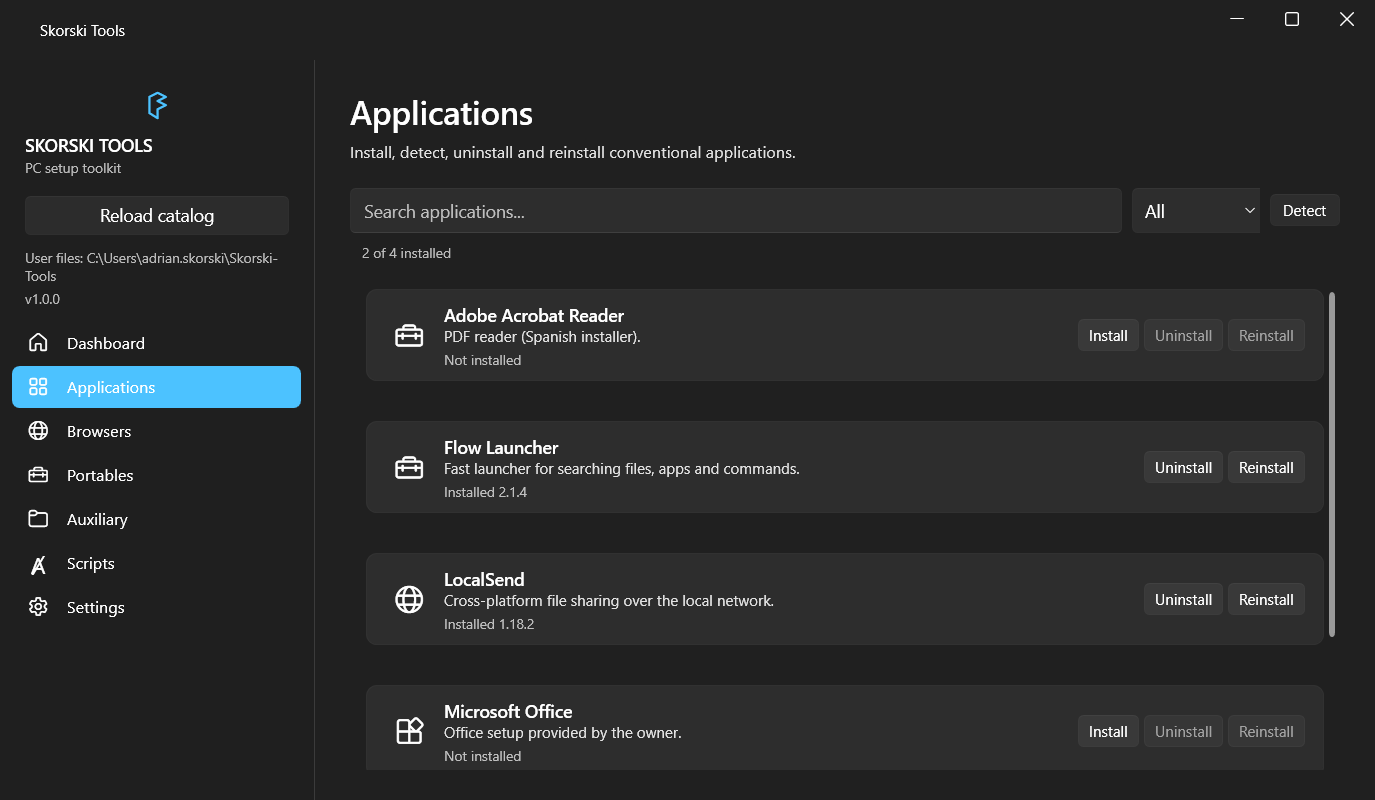 Skorski Tools
SKORSKI TOOLS
PC setup toolkit
Reload catalog
User files: C:\Users\adrian.skorski\Skorski-
Tools
v1.0.0
Dashboard
Applications
Browsers
Portables
Auxiliary
Scripts
Settings
Applications
Install, detect, uninstall and reinstall conventional applications.
Search applications...
All
Detect
2 of 4 installed
Adobe Acrobat Reader
PDF reader (Spanish installer).
Not installed
Install
Uninstall
Reinstall
Flow Launcher
Fast launcher for searching files, apps and commands.
Installed 2.1.4
Uninstall
Reinstall
LocalSend
Cross-platform file sharing over the local network.
Installed 1.18.2
Uninstall
Reinstall
Microsoft Office
Office setup provided by the owner.
Not installed
Install
Uninstall
Reinstall